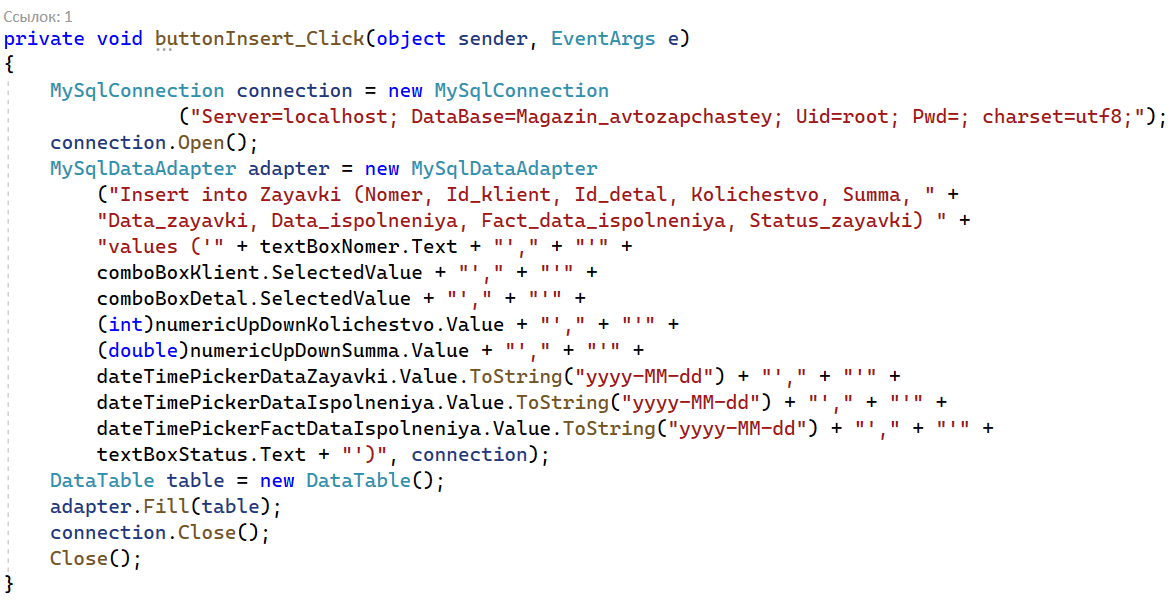 Ссылок: 1
private void buttonInsert_Click(object sender, EventArgs e)
{
    MySqlConnection connection = new MySqlConnection
               ("Server=localhost; DataBase=Magazin_avtozapchastey; Uid=root; Pwd=; charset=utf8;");
    connection.Open();
    MySqlDataAdapter adapter = new MySqlDataAdapter
        ("Insert into Zayavki (Nomer, Id_klient, Id_detal, Kolichestvo, Summa, " +
        "Data_zayavki, Data_ispolneniya, Fact_data_ispolneniya, Status_zayavki) " +
        "values ('" + textBoxNomer.Text + "'," + "'" +
        comboBoxKlient.SelectedValue + "'," + "'" +
        comboBoxDetal.SelectedValue + "'," + "'" +
        (int)numericUpDownKolichestvo.Value + "'," + "'" +
        (double)numericUpDownSumma.Value + "'," + "'" +
        dateTimePickerDataZayavki.Value.ToString("yyyy-MM-dd") + "'," + "'" +
        dateTimePickerDataIspolneniya.Value.ToString("yyyy-MM-dd") + "'," + "'" +
        dateTimePickerFactDataIspolneniya.Value.ToString("yyyy-MM-dd") + "'," + "'" +
        textBoxStatus.Text + "')", connection);
    DataTable table = new DataTable();
    adapter.Fill(table);
    connection.Close();
    Close();
}